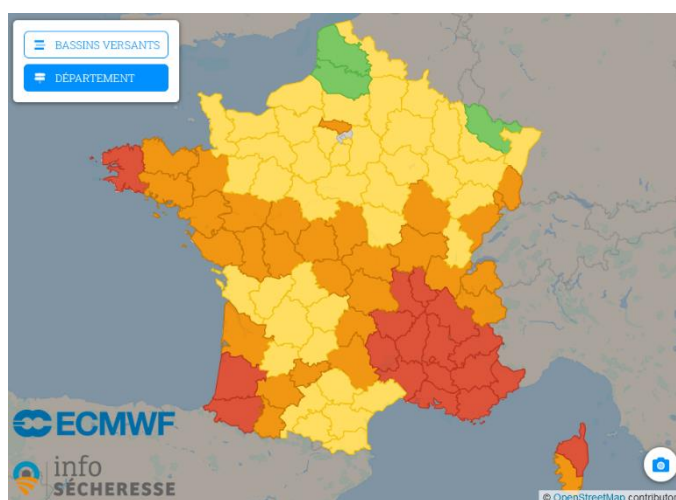 BASSINS VERSANTS
DÉPARTEMENT
ECMWF
info
SÉCHERESSE
© OpenStreetMap contributor